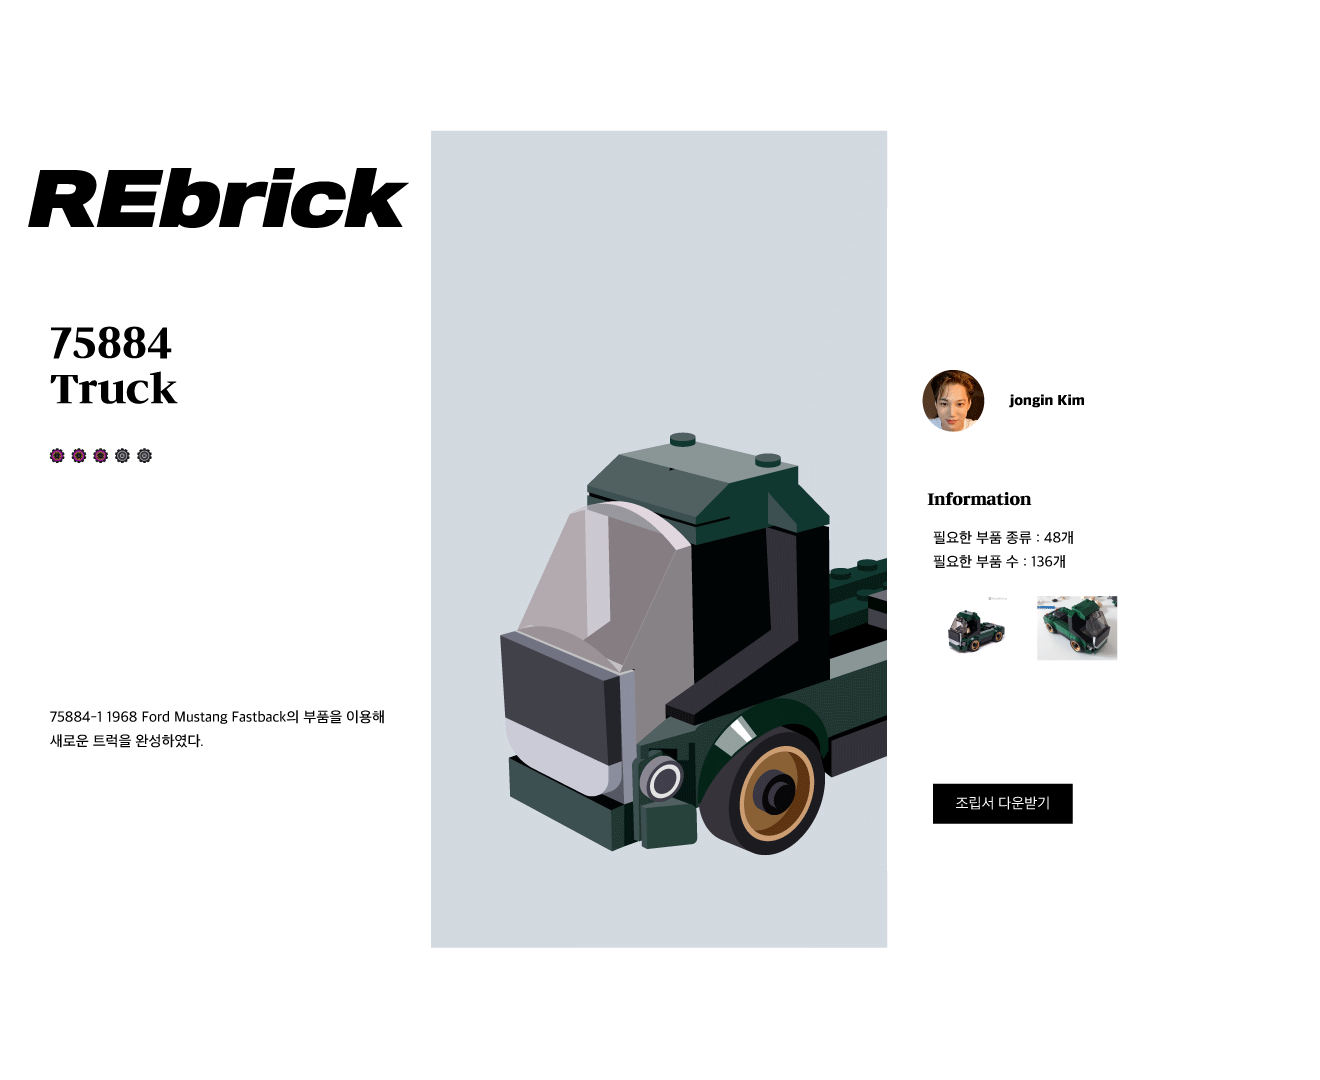 REbrick
75884
Truck
75884-1 1968 Ford Mustang Fastback의 부품을 이용해
새로운 트럭을 완성하였다.
jongin Kim
Information
필요한 부품 종류 : 48개
필요한 부품 수 : 136개
조립서 다운받기